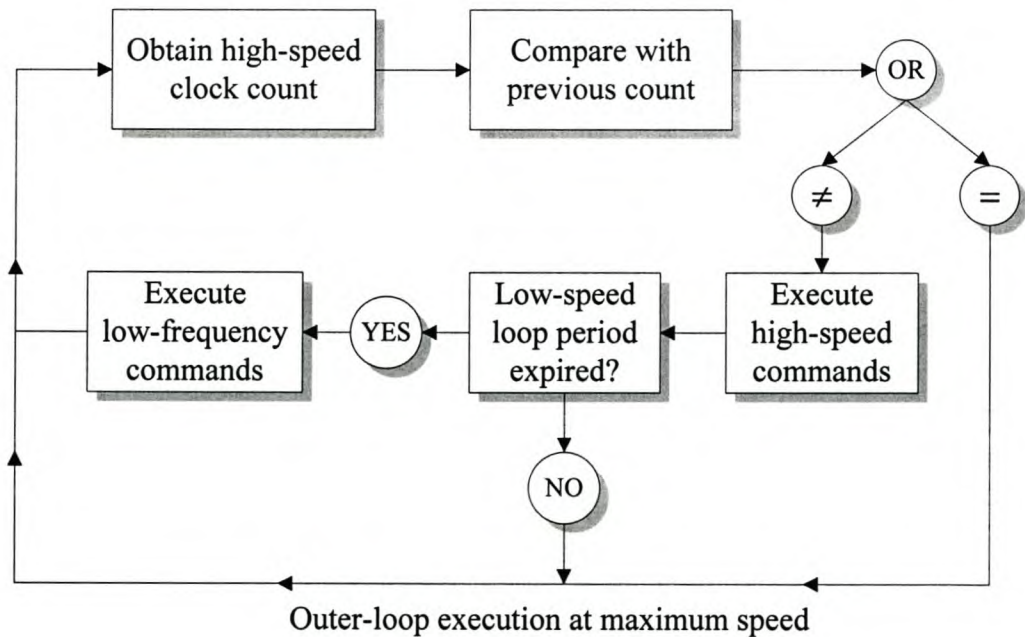 Obtain high-speed
clock count
Compare with
previous count
OR
≠
=
Execute
low-frequency
commands
YES
Low-speed
loop period
expired?
Execute
high-speed
commands
NO
Outer-loop execution at maximum speed